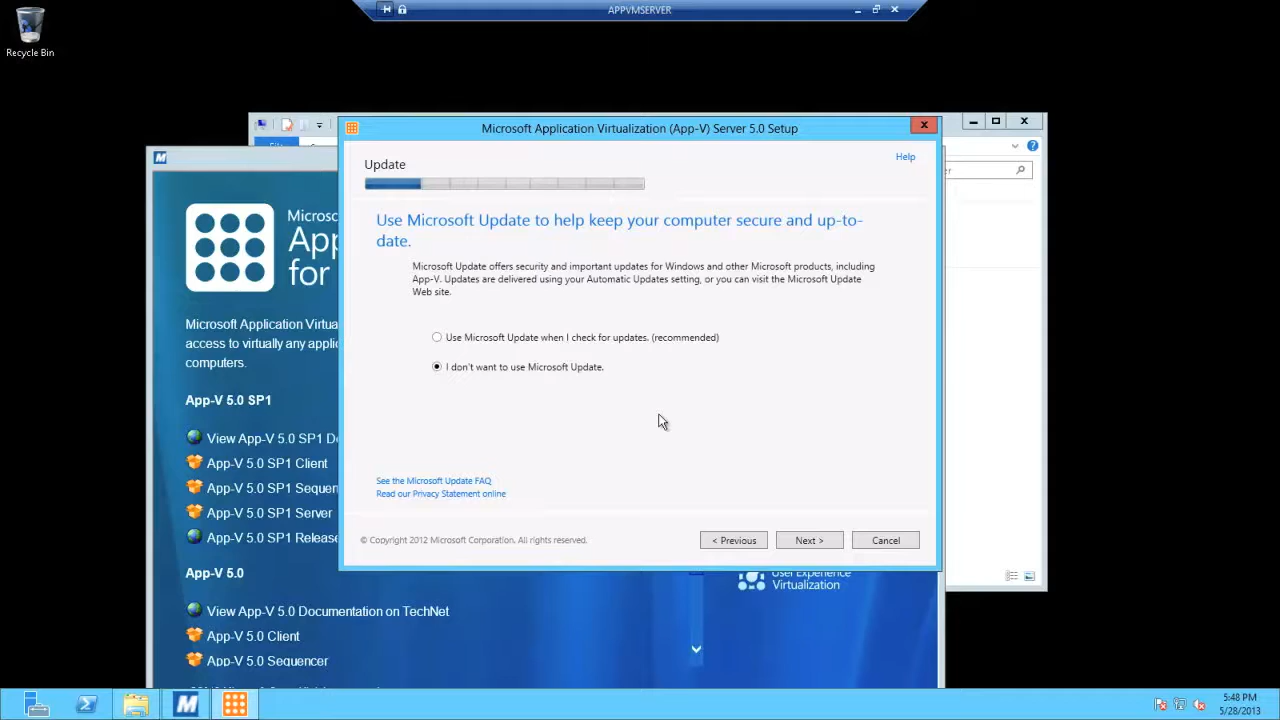 APPVMSERVER
Recycle Bin
Microsoft Application Virtualization (App-V) Server 5.0 Setup
Help
Update
Use Microsoft Update to help keep your computer secure and up-to-
date.
Microsoft Update offers security and important updates for Windows and other Microsoft products, including
App-V. Updates are delivered using your Automatic Updates setting, or you can visit the Microsoft Update
Web site.
Use Microsoft Update when I check for updates. (recommended)
I don't want to use Microsoft Update.
See the Microsoft Update FAQ
Read our Privacy Statement online
© Copyright 2012 Microsoft Corporation. All rights reserved.
< Previous
Next >
Cancel
Micros
App
for
Microsoft Application Virtua
access to virtually any applic
computers.
App-V 5.0 SP1
View App-V 5.0 SP1 Do
App-V 5.0 SP1 Client
App-V 5.0 SP1 Sequen
App-V 5.0 SP1 Server
App-V 5.0 SP1 Release
App-V 5.0
View App-V 5.0 Documentation on TechNet
App-V 5.0 Client
App-V 5.0 Sequencer
User Experience
Virtualization
5:48 PM
5/28/2013